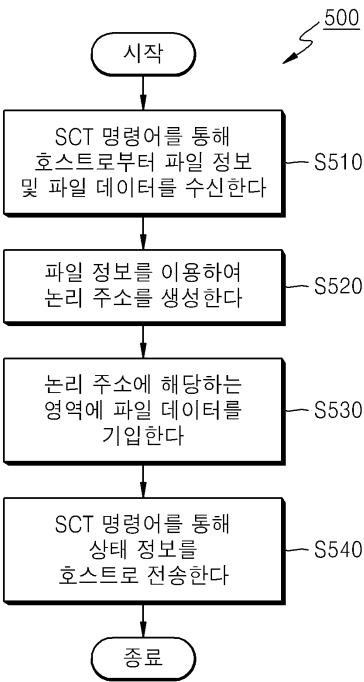 500
시작
SCT 명령어를 통해
호스트로부터 파일 정보
및 파일 데이터를 수신한다
S510
파일 정보를 이용하여
논리 주소를 생성한다
S520
논리 주소에 해당하는
영역에 파일 데이터를
기입한다
S530
SCT 명령어를 통해
상태 정보를
호스트로 전송한다
S540
종료